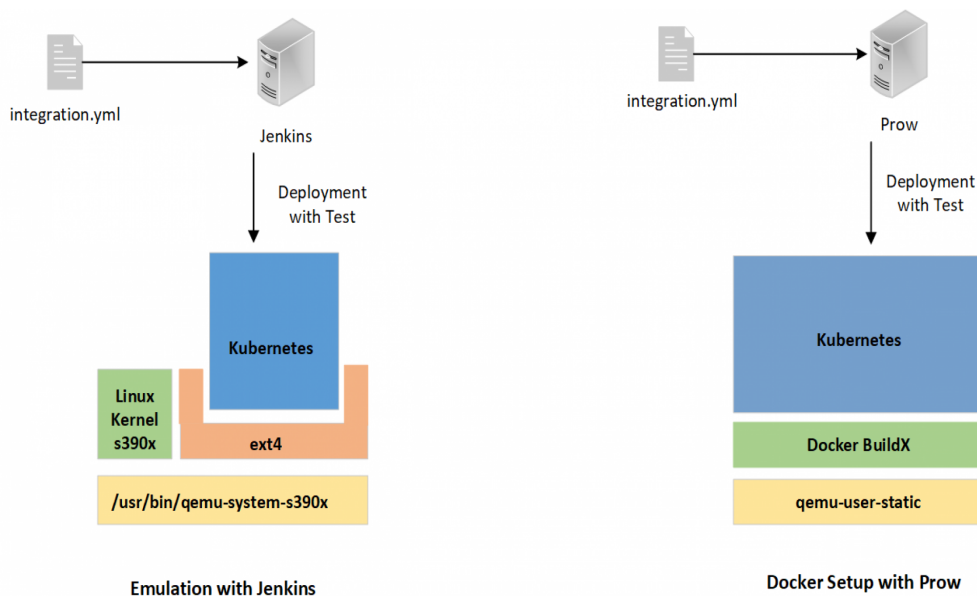 integration.yml
Jenkins
Deployment
with Test
Kubernetes
Linux
Kernel
s390x
ext4
/usr/bin/qemu-system-s390x
Emulation with Jenkins
integration.yml
Prow
Deployment
with Test
Kubernetes
Docker BuildX
qemu-user-static
Docker Setup with Prow